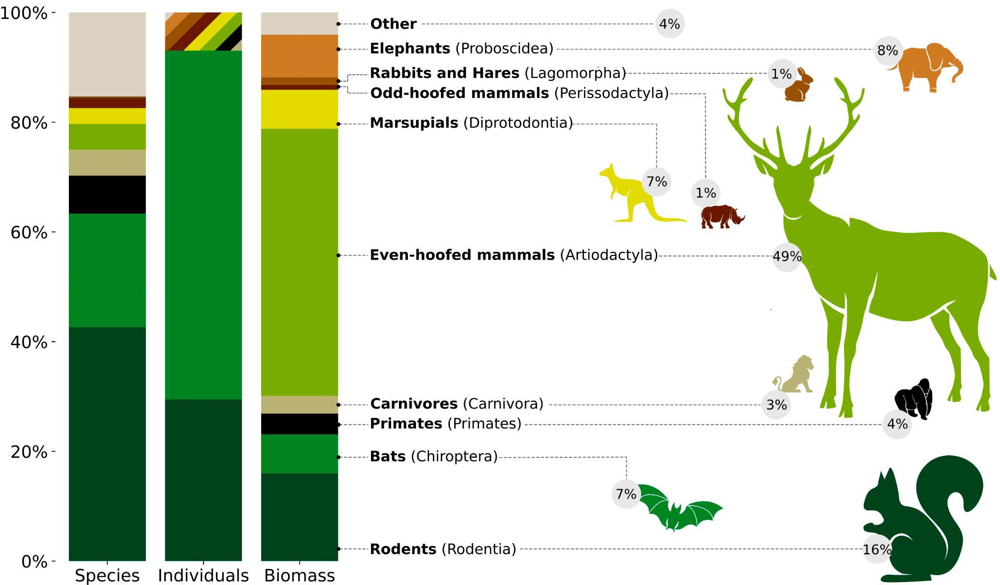 100%
80%
60%
40%
20%
0%
Species
Individuals
Biomass
Other
4%
Elephants (Proboscidea)
8%
Rabbits and Hares (Lagomorpha)
1%
Odd-hoofed mammals (Perissodactyla)
1%
Marsupials (Diprotodontia)
7%
Even-hoofed mammals (Artiodactyla)
49%
Carnivores (Carnivora)
3%
Primates (Primates)
4%
Bats (Chiroptera)
7%
Rodents (Rodentia)
16%